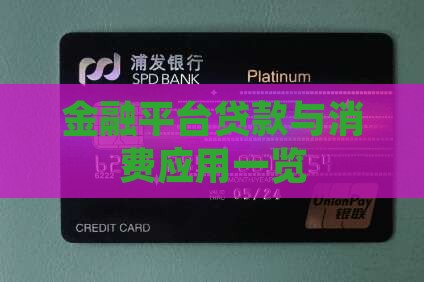 浦发银行
SPD BANK
Platinum
金融平台贷款与消
费应用一览
6222
05/24
CREDIT CARD
UnionPay
银联